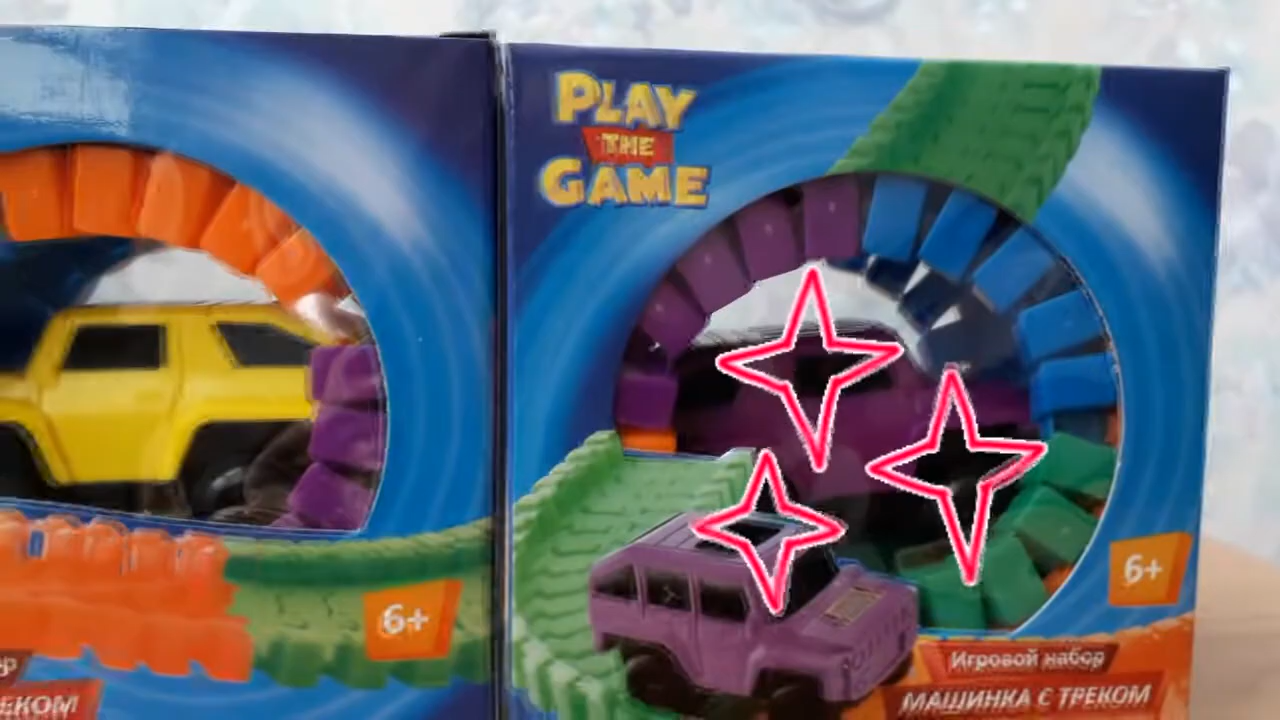 PLAY
THE
GAME
6+
6+
Игровой набор
МАШИНКА С ТРЕКОМ